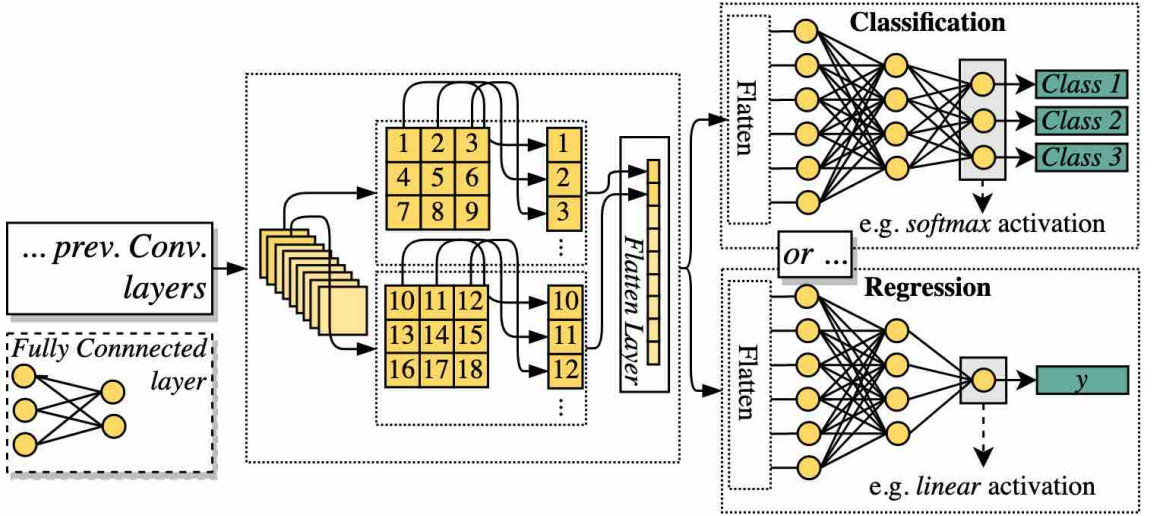 ... prev. Conv.
layers
Fully Connnected
layer
1 2 3
4 5 6
7 8 9
1
2
3
...
10 11 12
13 14 15
16 17 18
10
11
12
...
Flatten Layer
Classification
Flatten
Class 1
Class 2
Class 3
e.g. softmax activation
or ...
Regression
Flatten
y
e.g. linear activation